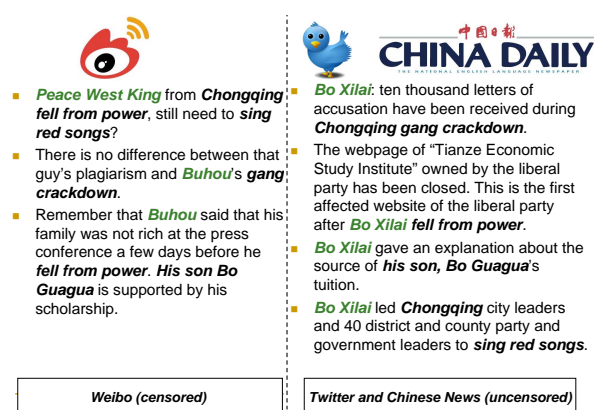 Peace West King from Chongqing
fell from power, still need to sing
red songs?
There is no difference between that
guy's plagiarism and Buhou's gang
crackdown.
Remember that Buhou said that his
family was not rich at the press
conference a few days before he
fell from power. His son Bo
Guagua is supported by his
scholarship.
Weibo (censored)
中国日报
CHINA DAILY
THE NATIONAL ENGLISH LANGUAGE NEWSPAPER
Bo Xilai: ten thousand letters of
accusation have been received during
Chongqing gang crackdown.
The webpage of “Tianze Economic
Study Institute” owned by the liberal
party has been closed. This is the first
affected website of the liberal party
after Bo Xilai fell from power.
Bo Xilai gave an explanation about the
source of his son, Bo Guagua’s
tuition.
Bo Xilai led Chongqing city leaders
and 40 district and county party and
government leaders to sing red songs.
Twitter and Chinese News (uncensored)